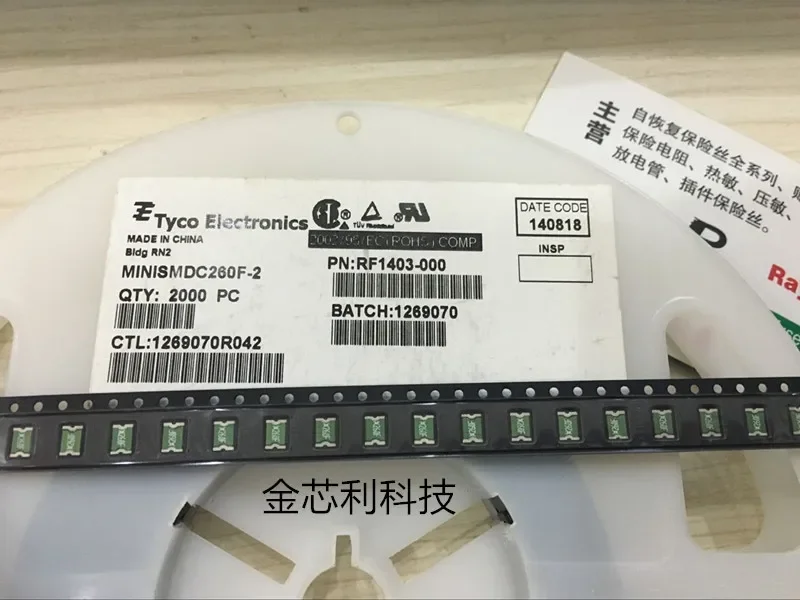 主营
自恢复保险丝全系列、贴
保险电阻、热敏、压敏、
放电管、插件保险丝。
Tyco Electronics
MADE IN CHINA
Bldg RN2
MINISMDC260F-2
QTY: 2000 PC
CTL:1269070R042
2002/95/EC(ROHS)COMP
PN:RF1403-000
BATCH:1269070
DATE CODE
140818
INSP
金芯利科技